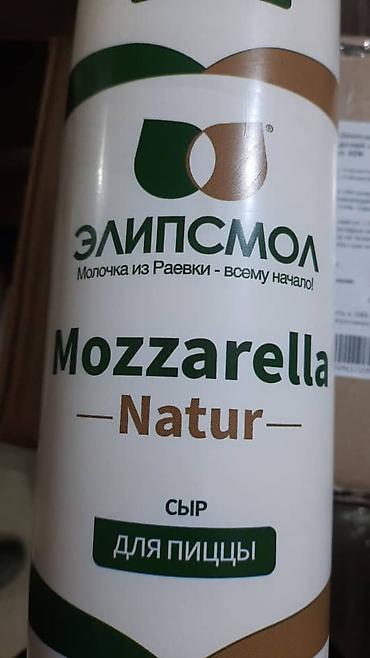 ®
ЭЛИПСМОЛ
Молочка из Раевки - всему начало!
Mozzarella
Natur
СЫР
ДЛЯ ПИЦЦЫ